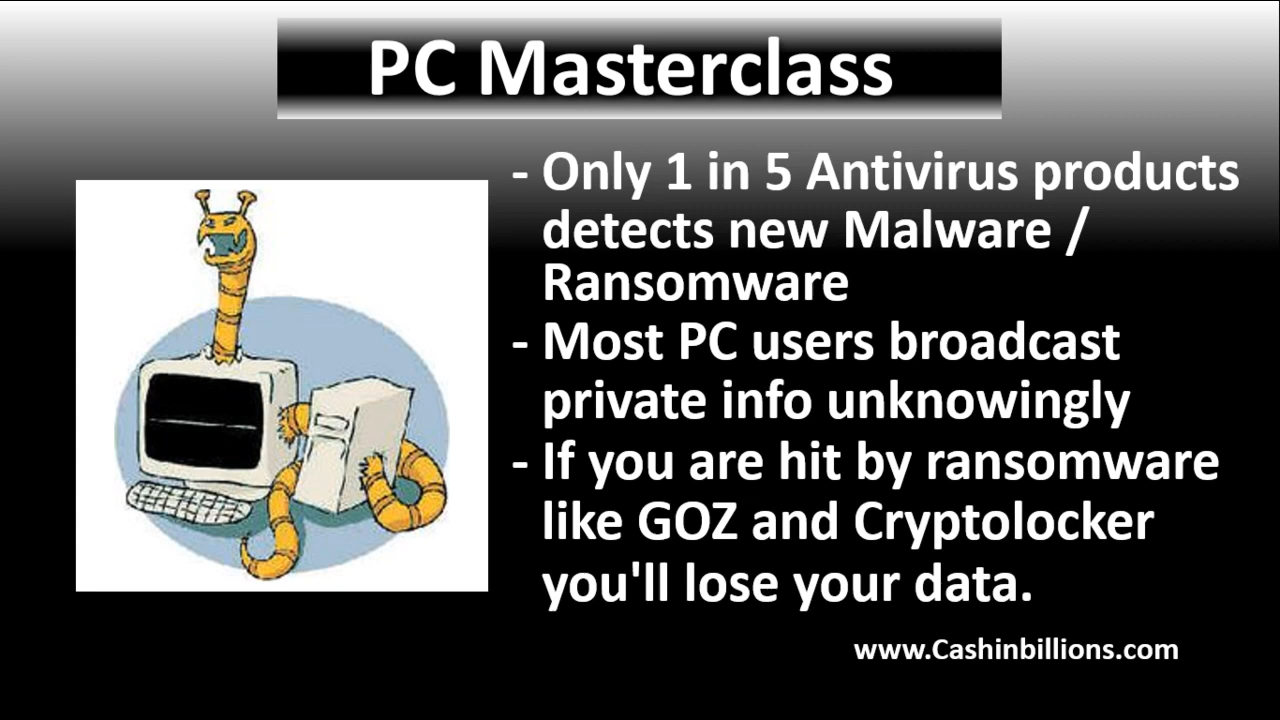 PC Masterclass
- Only 1 in 5 Antivirus products
detects new Malware /
Ransomware
- Most PC users broadcast
private info unknowingly
- If you are hit by ransomware
like GOZ and Cryptolocker
you'll lose your data.
www.Cashinbillions.com